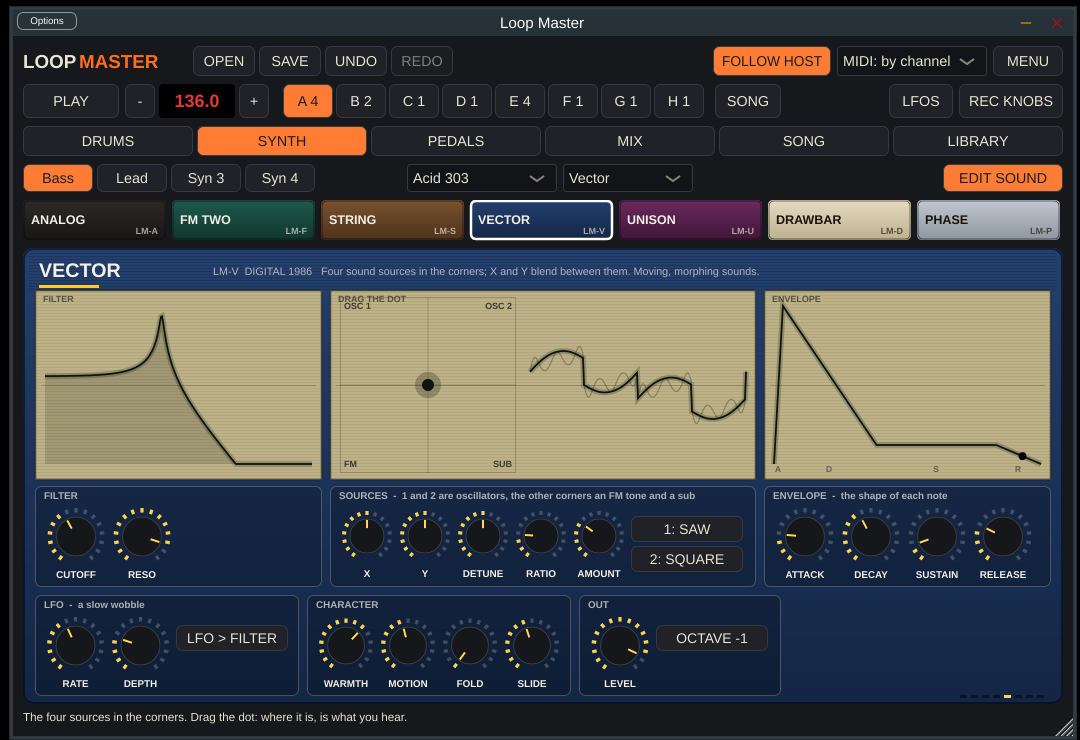 Options
Loop Master
LOOPMASTER OPEN SAVE UNDO REDO FOLLOW HOST MIDI: by channel MENU
PLAY - 136.0 + A 4 B 2 C 1 D 1 E 4 F 1 G 1 H 1 SONG LFOS REC KNOBS
DRUMS SYNTH PEDALS MIX SONG LIBRARY
Bass Lead Syn 3 Syn 4 Acid 303 Vector EDIT SOUND
ANALOG LM-A FM TWO LM-F STRING LM-S VECTOR LM-V UNISON LM-U DRAWBAR LM-D PHASE LM-P
VECTOR LM-V DIGITAL 1986 Four sound sources in the corners; X and Y blend between them. Moving, morphing sounds.
FILTER DRAG THE DOT ENVELOPE
OSC 1 OSC 2
FM SUB
A D S R
FILTER SOURCES - 1 and 2 are oscillators, the other corners an FM tone and a sub ENVELOPE - the shape of each note
1: SAW
2: SQUARE
CUTOFF RESO X Y DETUNE RATIO AMOUNT ATTACK DECAY SUSTAIN RELEASE
LFO - a slow wobble CHARACTER OUT
LFO > FILTER OCTAVE -1
RATE DEPTH WARMTH MOTION FOLD SLIDE LEVEL
The four sources in the corners. Drag the dot: where it is, is what you hear.